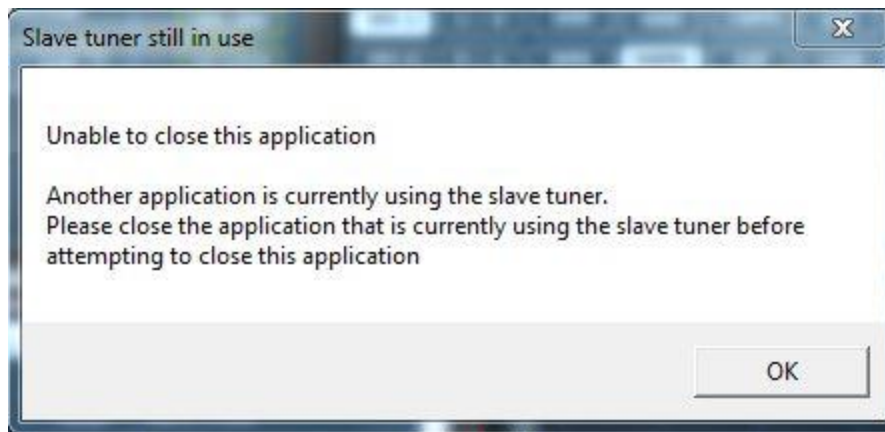 Slave tuner still in use
Unable to close this application
Another application is currently using the slave tuner.
Please close the application that is currently using the slave tuner before
attempting to close this application
OK